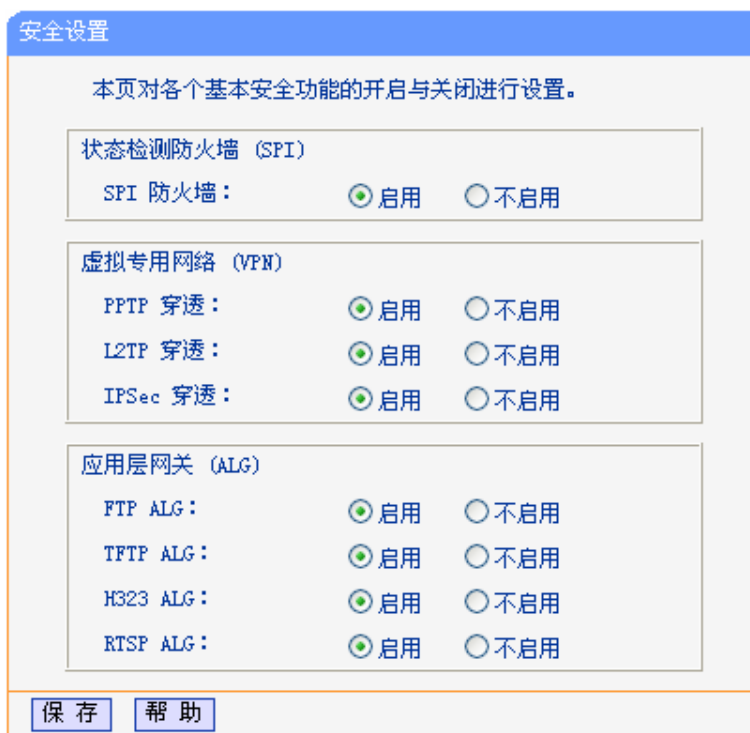 安全设置
本页对各个基本安全功能的开启与关闭进行设置。
状态检测防火墙 (SPI)
SPI 防火墙： 启用 不启用
虚拟专用网络 (VPN)
PPTP 穿透： 启用 不启用
L2TP 穿透： 启用 不启用
IPSec 穿透： 启用 不启用
应用层网关 (ALG)
FTP ALG： 启用 不启用
TFTP ALG： 启用 不启用
H323 ALG： 启用 不启用
RTSP ALG： 启用 不启用
保 存 帮 助